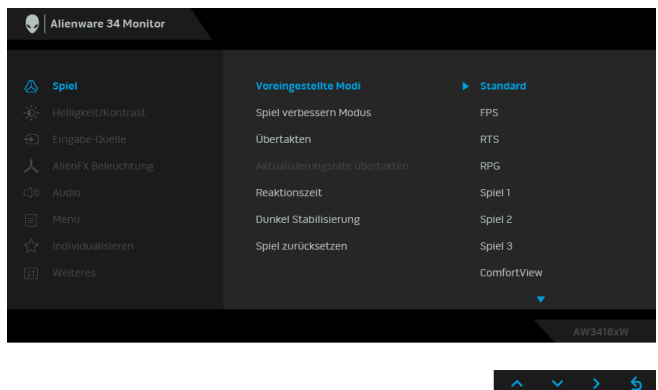 Alienware 34 Monitor
Spiel
Voreingestellte Modi
Standard
Helligkeit/Kontrast
Spiel verbessern Modus
FPS
Eingabe-Quelle
Übertakten
RTS
AlienFX Beleuchtung
Aktualisierungsrate übertakten
RPG
Audio
Reaktionszeit
Spiel 1
Menü
Dunkel Stabilisierung
Spiel 2
Individualisieren
Spiel zurücksetzen
Spiel 3
Weiteres
ComfortView
AW3418xW